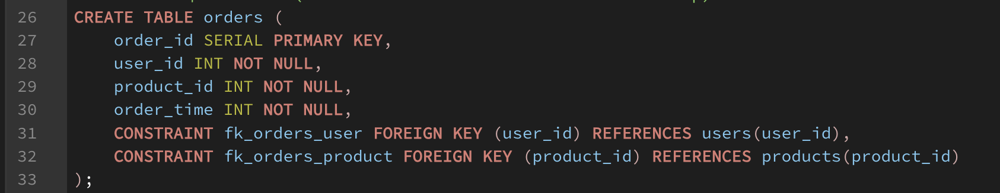 26 CREATE TABLE orders (
27     order_id SERIAL PRIMARY KEY,
28     user_id INT NOT NULL,
29     product_id INT NOT NULL,
30     order_time INT NOT NULL,
31     CONSTRAINT fk_orders_user FOREIGN KEY (user_id) REFERENCES users(user_id),
32     CONSTRAINT fk_orders_product FOREIGN KEY (product_id) REFERENCES products(product_id)
33 );